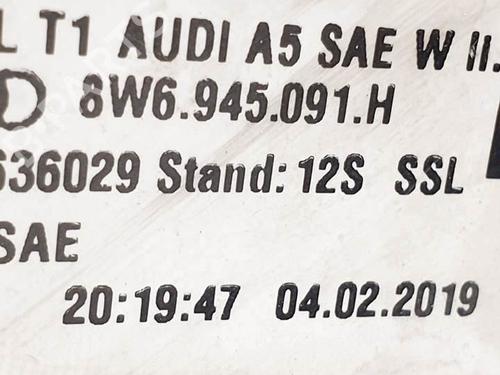 L T1 AUDI A5 SAE W II.
8W6.945.091.H
636029 Stand: 12S SSL
SAE
20:19:47 04.02.2019